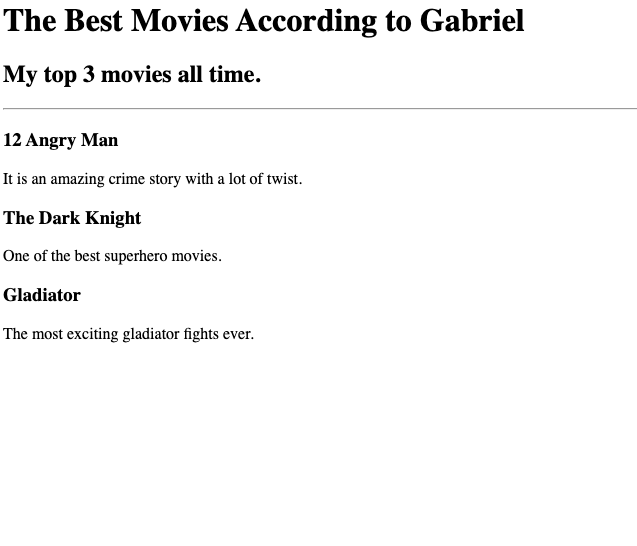 The Best Movies According to Gabriel
My top 3 movies all time.
12 Angry Man
It is an amazing crime story with a lot of twist.
The Dark Knight
One of the best superhero movies.
Gladiator
The most exciting gladiator fights ever.